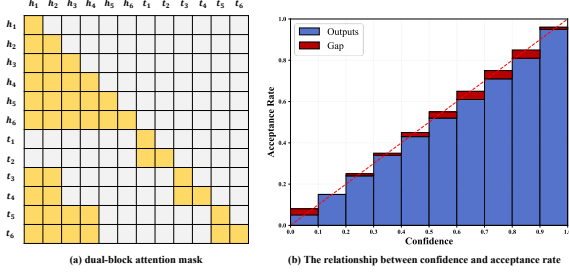 h₁ h₂ h₃ h₄ h₅ h₆ t₁ t₂ t₃ t₄ t₅ t₆
h₁
h₂
h₃
h₄
h₅
h₆
t₁
t₂
t₃
t₄
t₅
t₆
(a) dual-block attention mask
Outputs
Gap
Acceptance Rate
1.0
0.8
0.6
0.4
0.2
0.0
0.0 0.1 0.2 0.3 0.4 0.5 0.6 0.7 0.8 0.9 1.0
Confidence
(b) The relationship between confidence and acceptance rate